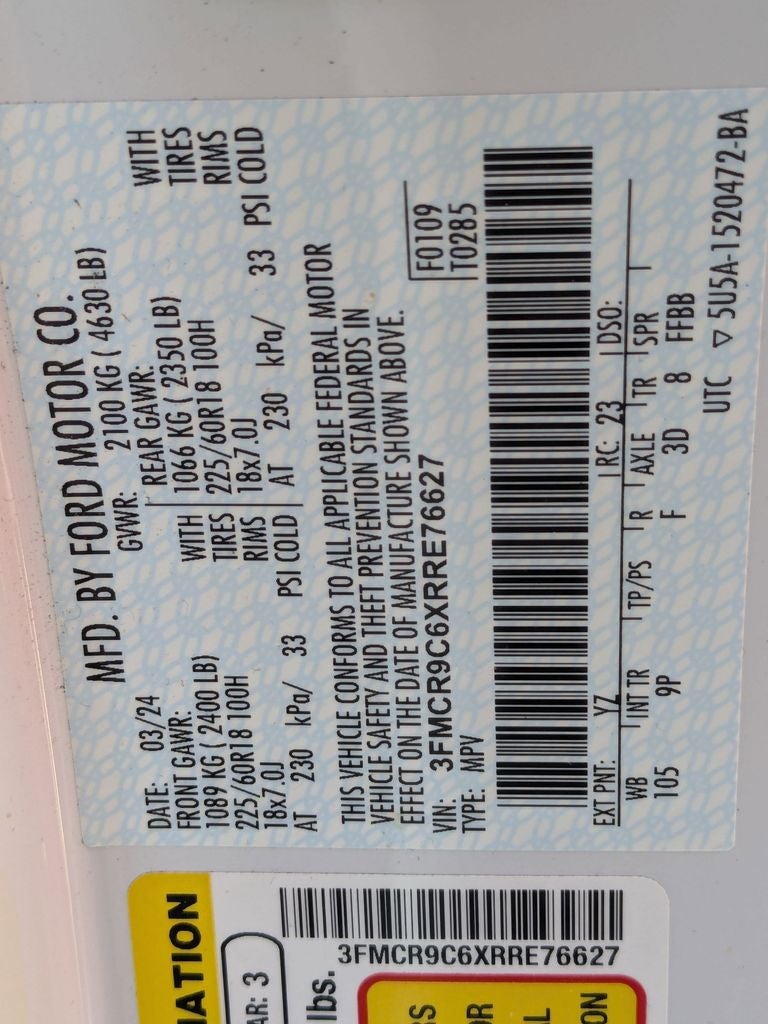 MFD. BY FORD MOTOR CO.
DATE: 03/24 GVWR: 2100 KG ( 4630 LB)
FRONT GAWR: REAR GAWR:
1089 KG ( 2400 LB) WITH 1066 KG ( 2350 LB) WITH
225/60R18 100H TIRES 225/60R18 100H TIRES
18x7.0J RIMS 18x7.0J RIMS
AT 230 kPa/ 33 PSI COLD AT 230 kPa/ 33 PSI COLD
THIS VEHICLE CONFORMS TO ALL APPLICABLE FEDERAL MOTOR
VEHICLE SAFETY AND THEFT PREVENTION STANDARDS IN
EFFECT ON THE DATE OF MANUFACTURE SHOWN ABOVE.
VIN: 3FMCR9C6XRRE76627 F0109
TYPE: MPV T0285
EXT PNT: YZ RC: 23 DSO:
WB INT TR TP/PS R AXLE TR SPR
105 9P F 3D 8 FFBB
UTC ▽ 5U5A-1520472-BA
ATION
AR: 3
lbs.
3FMCR9C6XRRE76627
RS
OR
AL
ON